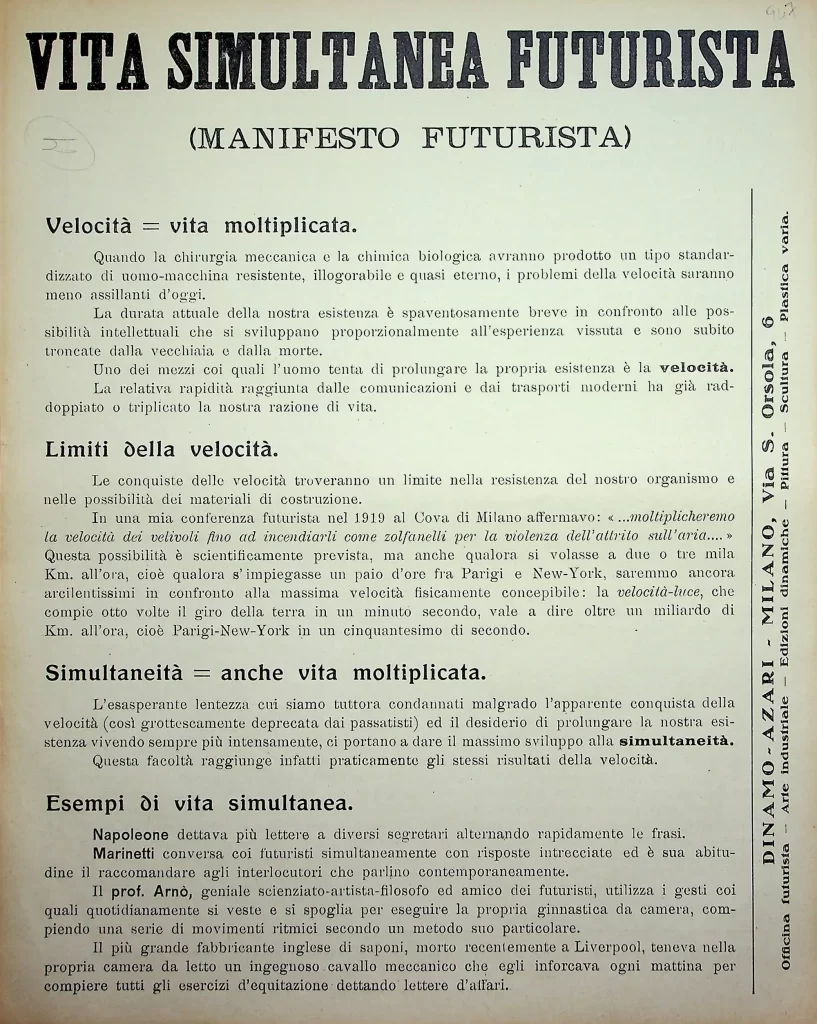 VITA SIMULTANEA FUTURISTA
(MANIFESTO FUTURISTA)
Velocità = vita moltiplicata.
Quando la chirurgia meccanica e la chimica biologica avranno prodotto un tipo standar-
dizzato di uomo-macchina resistente, illogorabile e quasi eterno, i problemi della velocità saranno
meno assillanti d'oggi.
La durata attuale della nostra esistenza è spaventosamente breve in confronto alle pos-
sibilità intellettuali che si sviluppano proporzionalmente all'esperienza vissuta e sono subito
troncate dalla vecchiaia e dalla morte.
Uno dei mezzi coi quali l'uomo tenta di prolungare la propria esistenza è la velocità.
La relativa rapidità raggiunta dalle comunicazioni e dai trasporti moderni ha già rad-
doppiato o triplicato la nostra razione di vita.
Limiti della velocità.
Le conquiste delle velocità troveranno un limite nella resistenza del nostro organismo e
nelle possibilità dei materiali di costruzione.
In una mia conferenza futurista nel 1919 al Cova di Milano affermavo: « ...moltiplicheremo
la velocità dei velivoli fino ad incendiarli come zolfanelli per la violenza dell'attrito sull'aria.... »
Questa possibilità è scientificamente prevista, ma anche qualora si volasse a due o tre mila
Km. all'ora, cioè qualora s'impiegasse un paio d'ore fra Parigi e New-York, saremmo ancora
arcilentissimi in confronto alla massima velocità fisicamente concepibile: la velocità-luce, che
compie otto volte il giro della terra in un minuto secondo, vale a dire oltre un miliardo di
Km. all'ora, cioè Parigi-New-York in un cinquantesimo di secondo.
Simultaneità = anche vita moltiplicata.
L'esasperante lentezza cui siamo tuttora condannati malgrado l'apparente conquista della
velocità (così grottescamente deprecata dai passatisti) ed il desiderio di prolungare la nostra esi-
stenza vivendo sempre più intensamente, ci portano a dare il massimo sviluppo alla simultaneità.
Questa facoltà raggiunge infatti praticamente gli stessi risultati della velocità.
Esempi di vita simultanea.
Napoleone dettava più lettere a diversi segretari alternando rapidamente le frasi.
Marinetti conversa coi futuristi simultaneamente con risposte intrecciate ed è sua abitu-
dine il raccomandare agli interlocutori che parlino contemporaneamente.
Il prof. Arnò, geniale scienziato-artista-filosofo ed amico dei futuristi, utilizza i gesti coi
quali quotidianamente si veste e si spoglia per eseguire la propria ginnastica da camera, com-
piendo una serie di movimenti ritmici secondo un metodo suo particolare.
Il più grande fabbricante inglese di saponi, morto recentemente a Liverpool, teneva nella
propria camera da letto un ingegnoso cavallo meccanico che egli inforcava ogni mattina per
compiere tutti gli esercizi d'equitazione dettando lettere d'affari.
DINAMO-AZARI - MILANO, Via S. Orsola, 6
Officina futurista — Arte industriale — Edizioni dinamiche — Pittura — Scultura — Plastica varia.